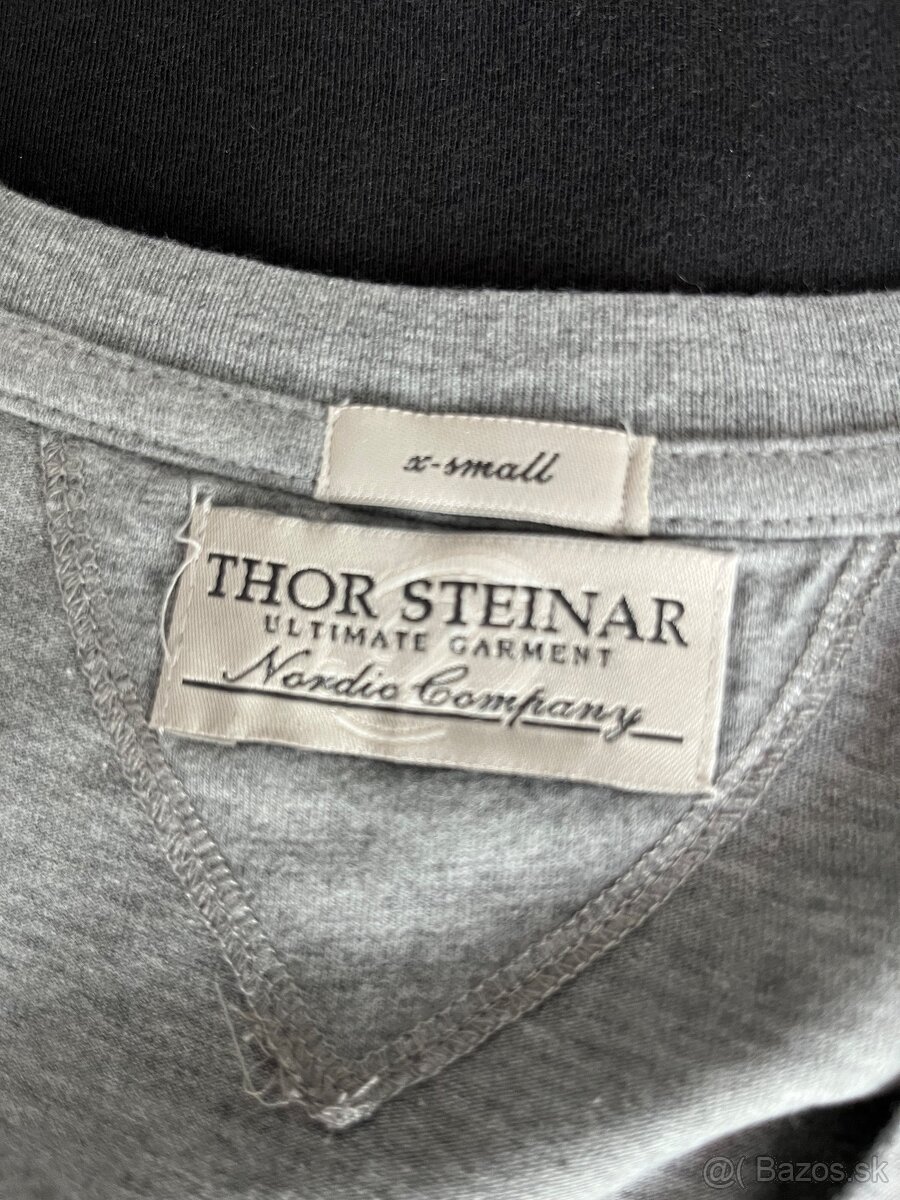 x-small
THOR STEINAR
ULTIMATE GARMENT
Nordic Company
@( Bazos.sk